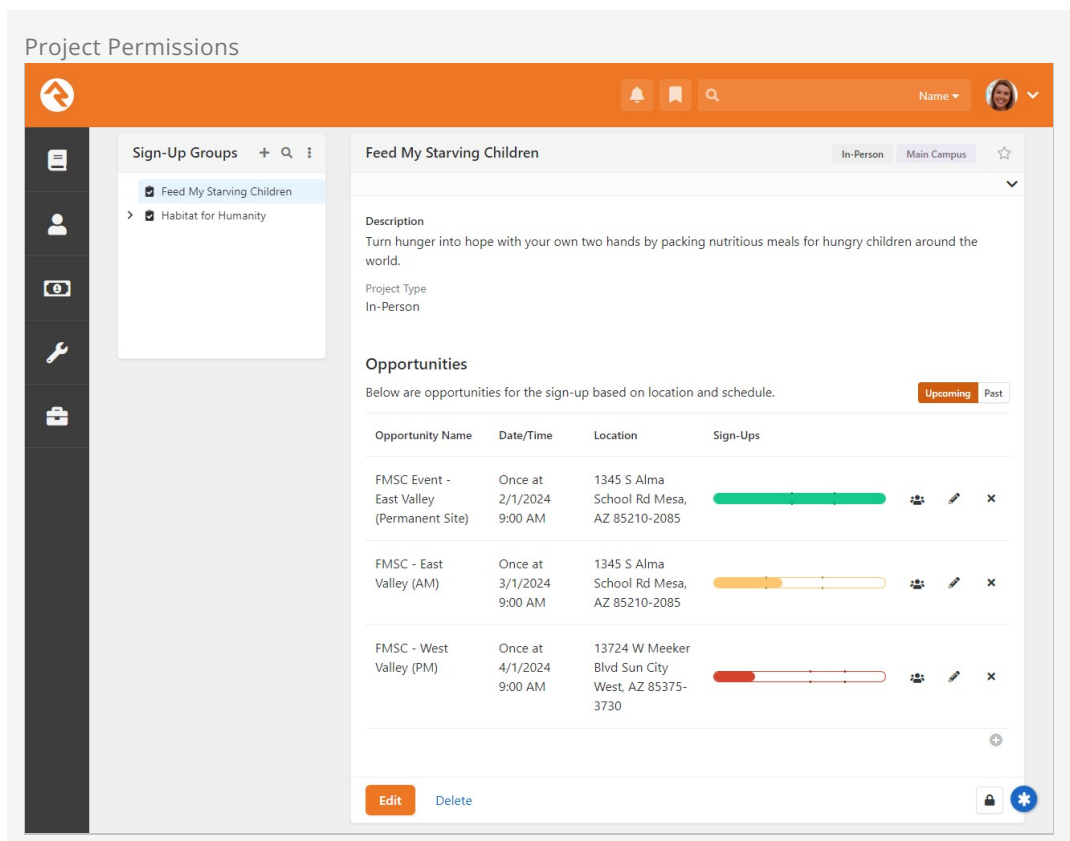 Project Permissions
Name
Sign-Up Groups
Feed My Starving Children
Habitat for Humanity
Feed My Starving Children
In-Person
Main Campus
Description
Turn hunger into hope with your own two hands by packing nutritious meals for hungry children around the
world.
Project Type
In-Person
Opportunities
Below are opportunities for the sign-up based on location and schedule.
Upcoming
Past
Opportunity Name
Date/Time
Location
Sign-Ups
FMSC Event -
East Valley
(Permanent Site)
Once at
2/1/2024
9:00 AM
1345 S Alma
School Rd Mesa,
AZ 85210-2085
FMSC - East
Valley (AM)
Once at
3/1/2024
9:00 AM
1345 S Alma
School Rd Mesa,
AZ 85210-2085
FMSC - West
Valley (PM)
Once at
4/1/2024
9:00 AM
13724 W Meeker
Blvd Sun City
West, AZ 85375-
3730
Edit
Delete